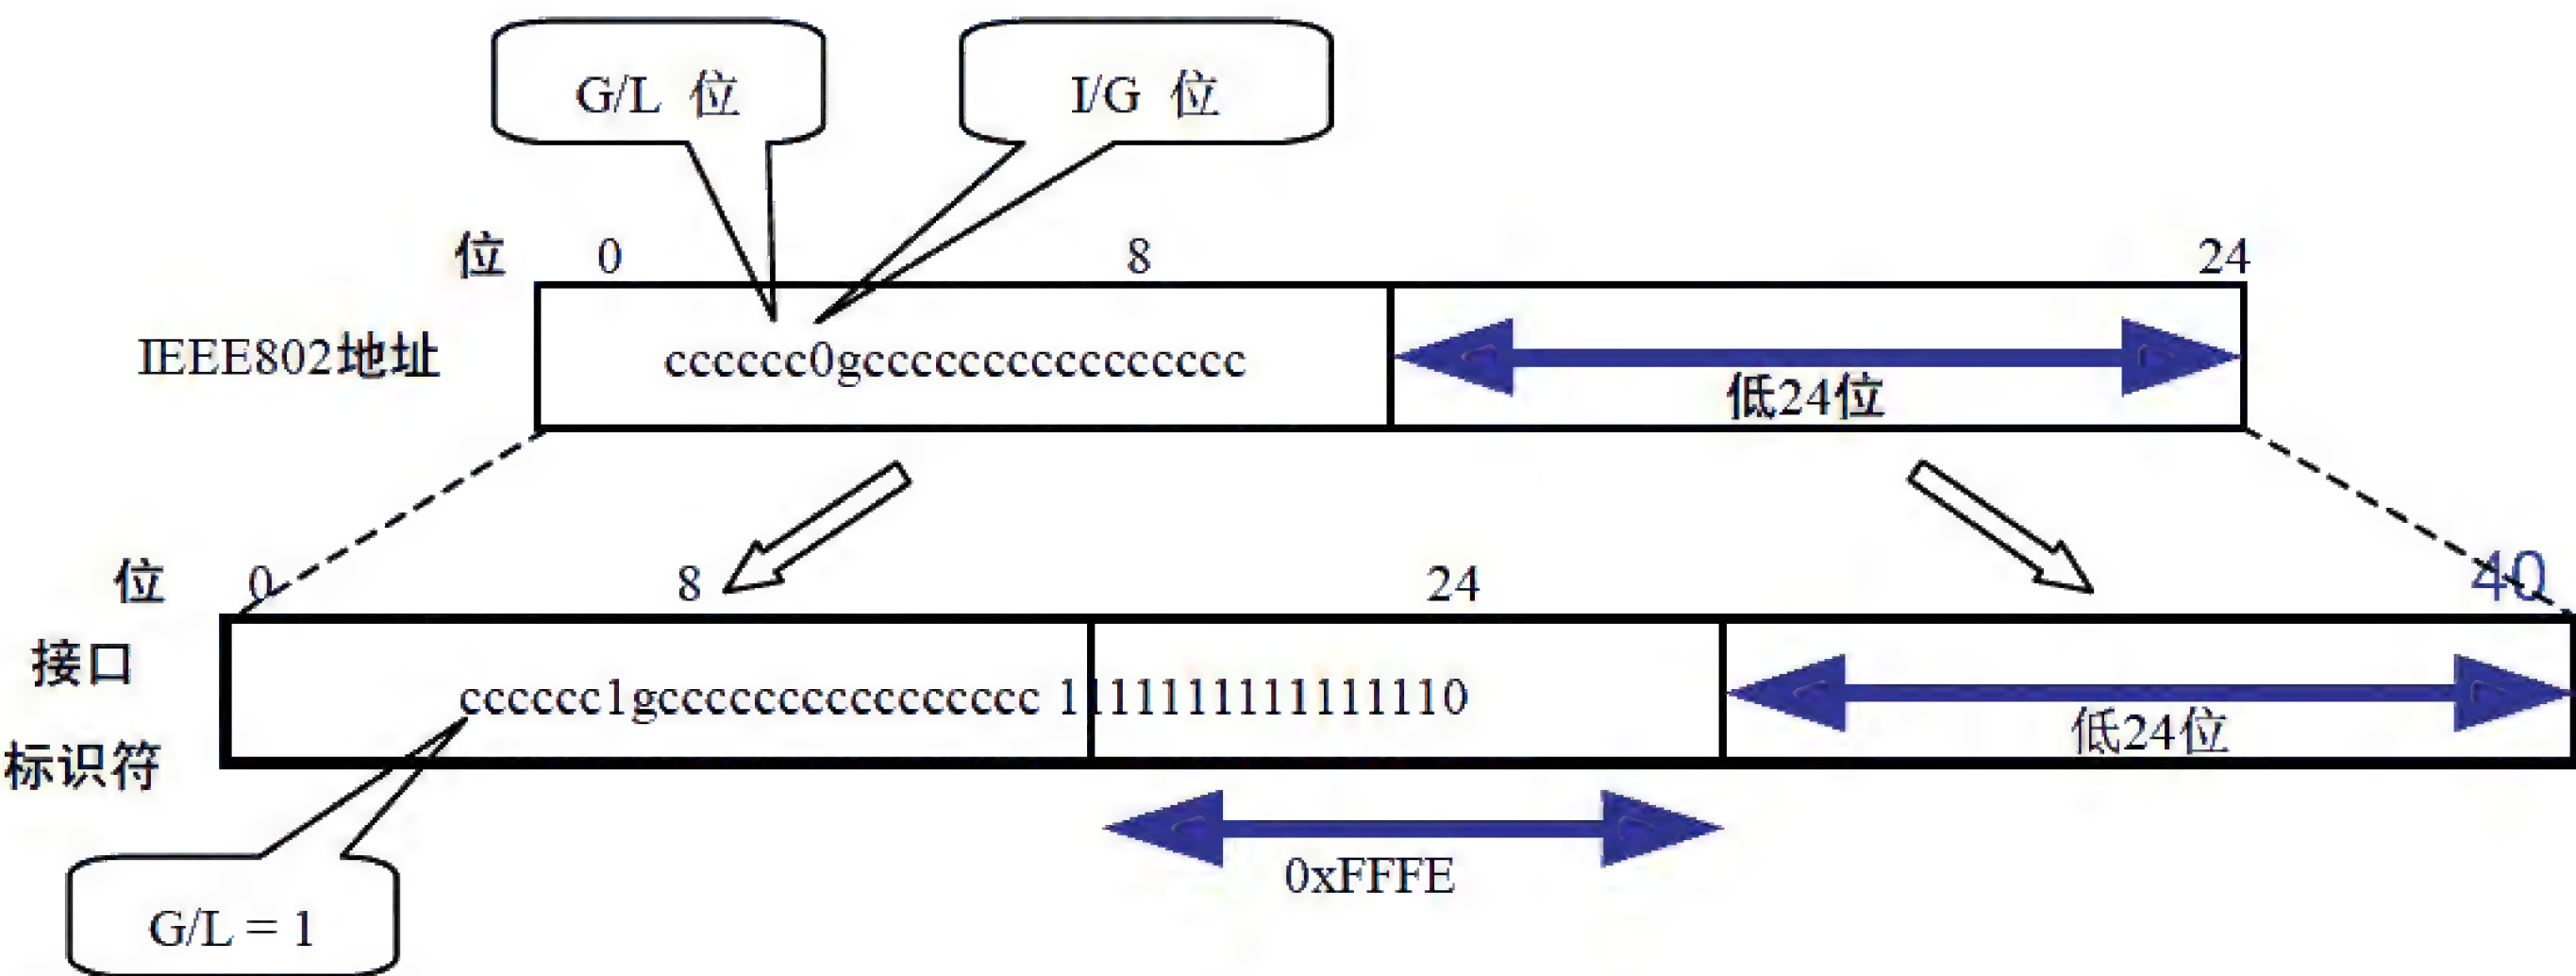 G/L 位
I/G 位
位 0 8 24
IEEE802地址
cccccc0gcccccccccccccccc
低24位
位 0 8 24 40
接口
标识符
cccccc1gcccccccccccccccc 1111111111111110
低24位
0xFFFE
G/L = 1